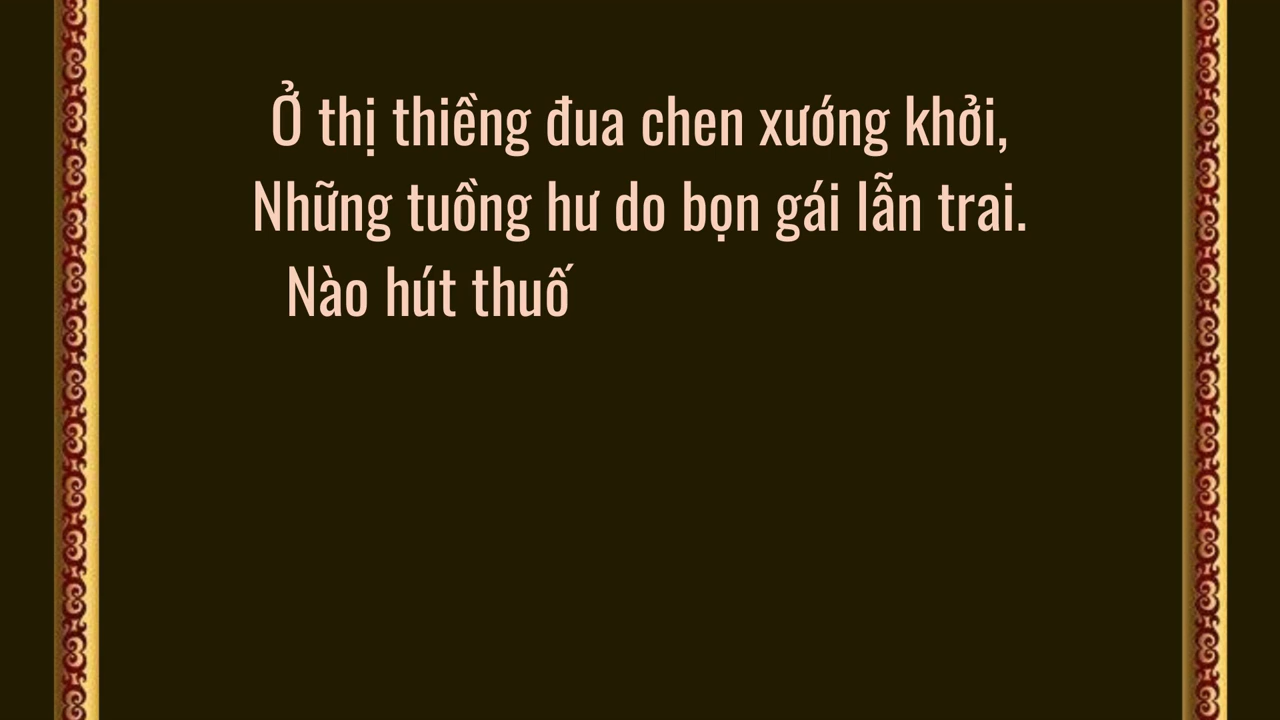 Ở thị thiềng đua chen xướng khởi,
Những tuồng hư do bọn gái lẫn trai.
Nào hút thuố